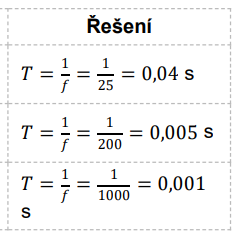 Řešení
T = 1/f = 1/25 = 0,04 s
T = 1/f = 1/200 = 0,005 s
T = 1/f = 1/1000 = 0,001
s